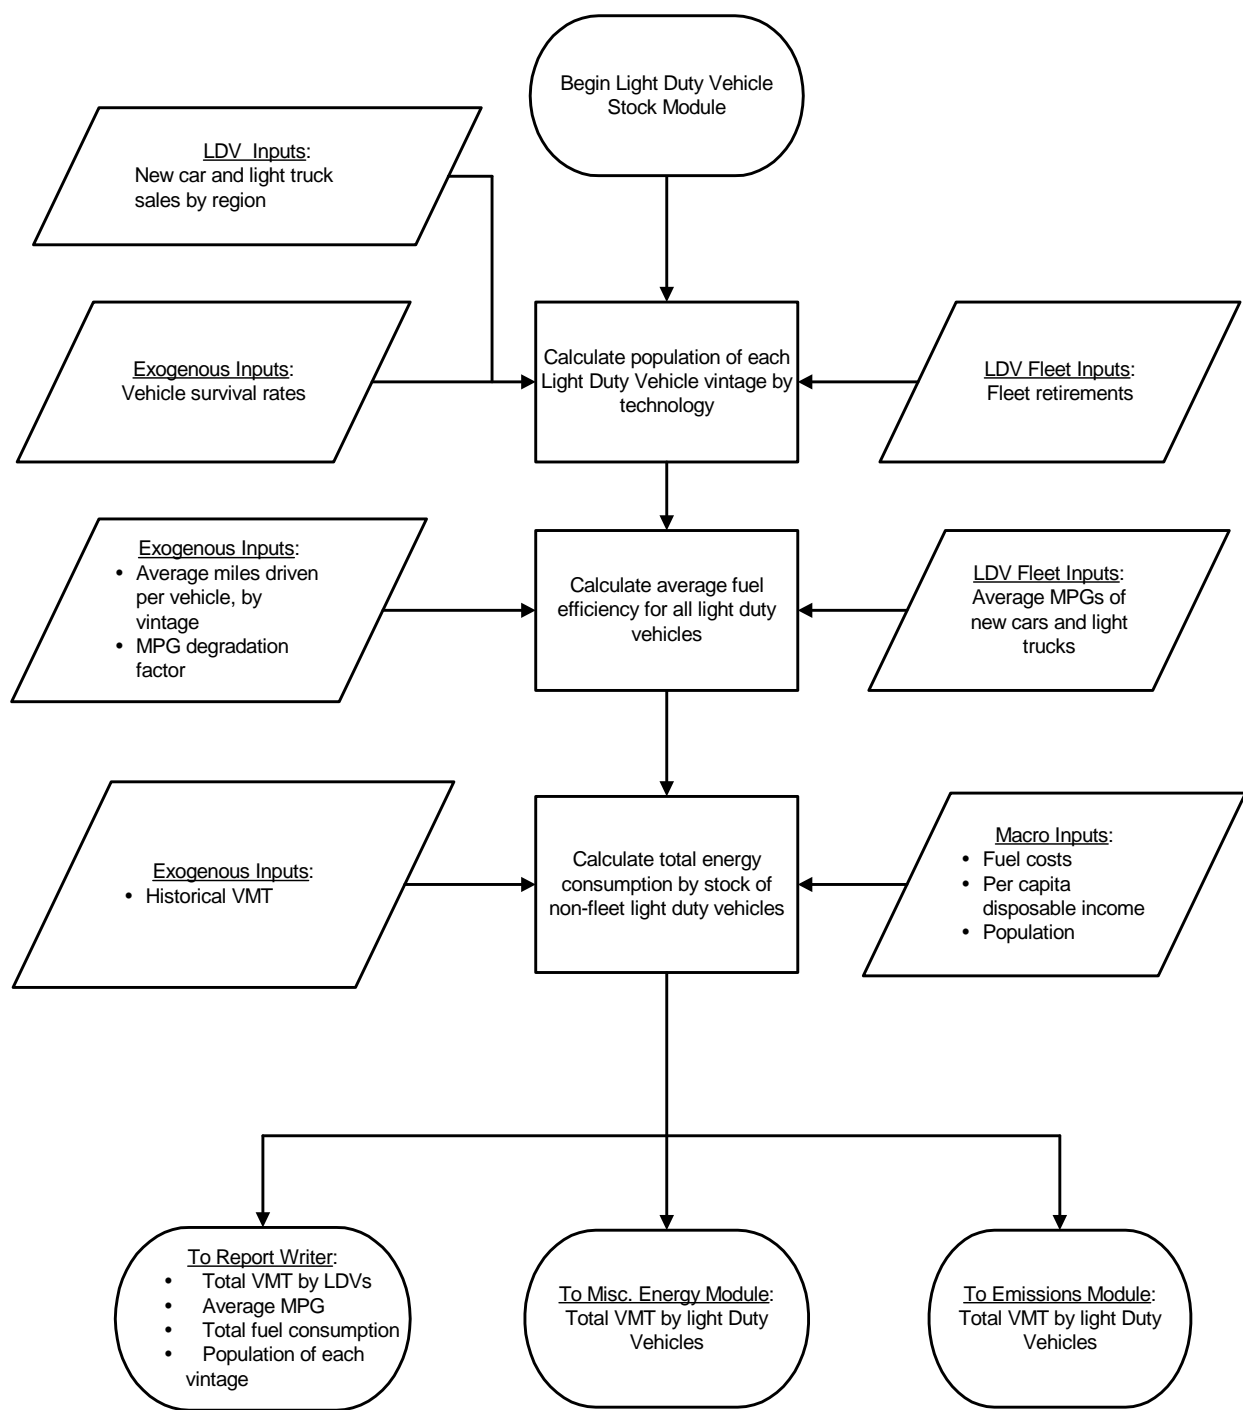 Begin Light Duty Vehicle
Stock Module
LDV Inputs:
New car and light truck
sales by region
Exogenous Inputs:
Vehicle survival rates
Calculate population of each
Light Duty Vehicle vintage by
technology
LDV Fleet Inputs:
Fleet retirements
Exogenous Inputs:
• Average miles driven
per vehicle, by
vintage
• MPG degradation
factor
Calculate average fuel
efficiency for all light duty
vehicles
LDV Fleet Inputs:
Average MPGs of
new cars and light
trucks
Exogenous Inputs:
• Historical VMT
Calculate total energy
consumption by stock of
non-fleet light duty vehicles
Macro Inputs:
• Fuel costs
• Per capita
disposable income
• Population
To Report Writer:
• Total VMT by LDVs
• Average MPG
• Total fuel consumption
• Population of each
vintage
To Misc. Energy Module:
Total VMT by light Duty
Vehicles
To Emissions Module:
Total VMT by light Duty
Vehicles